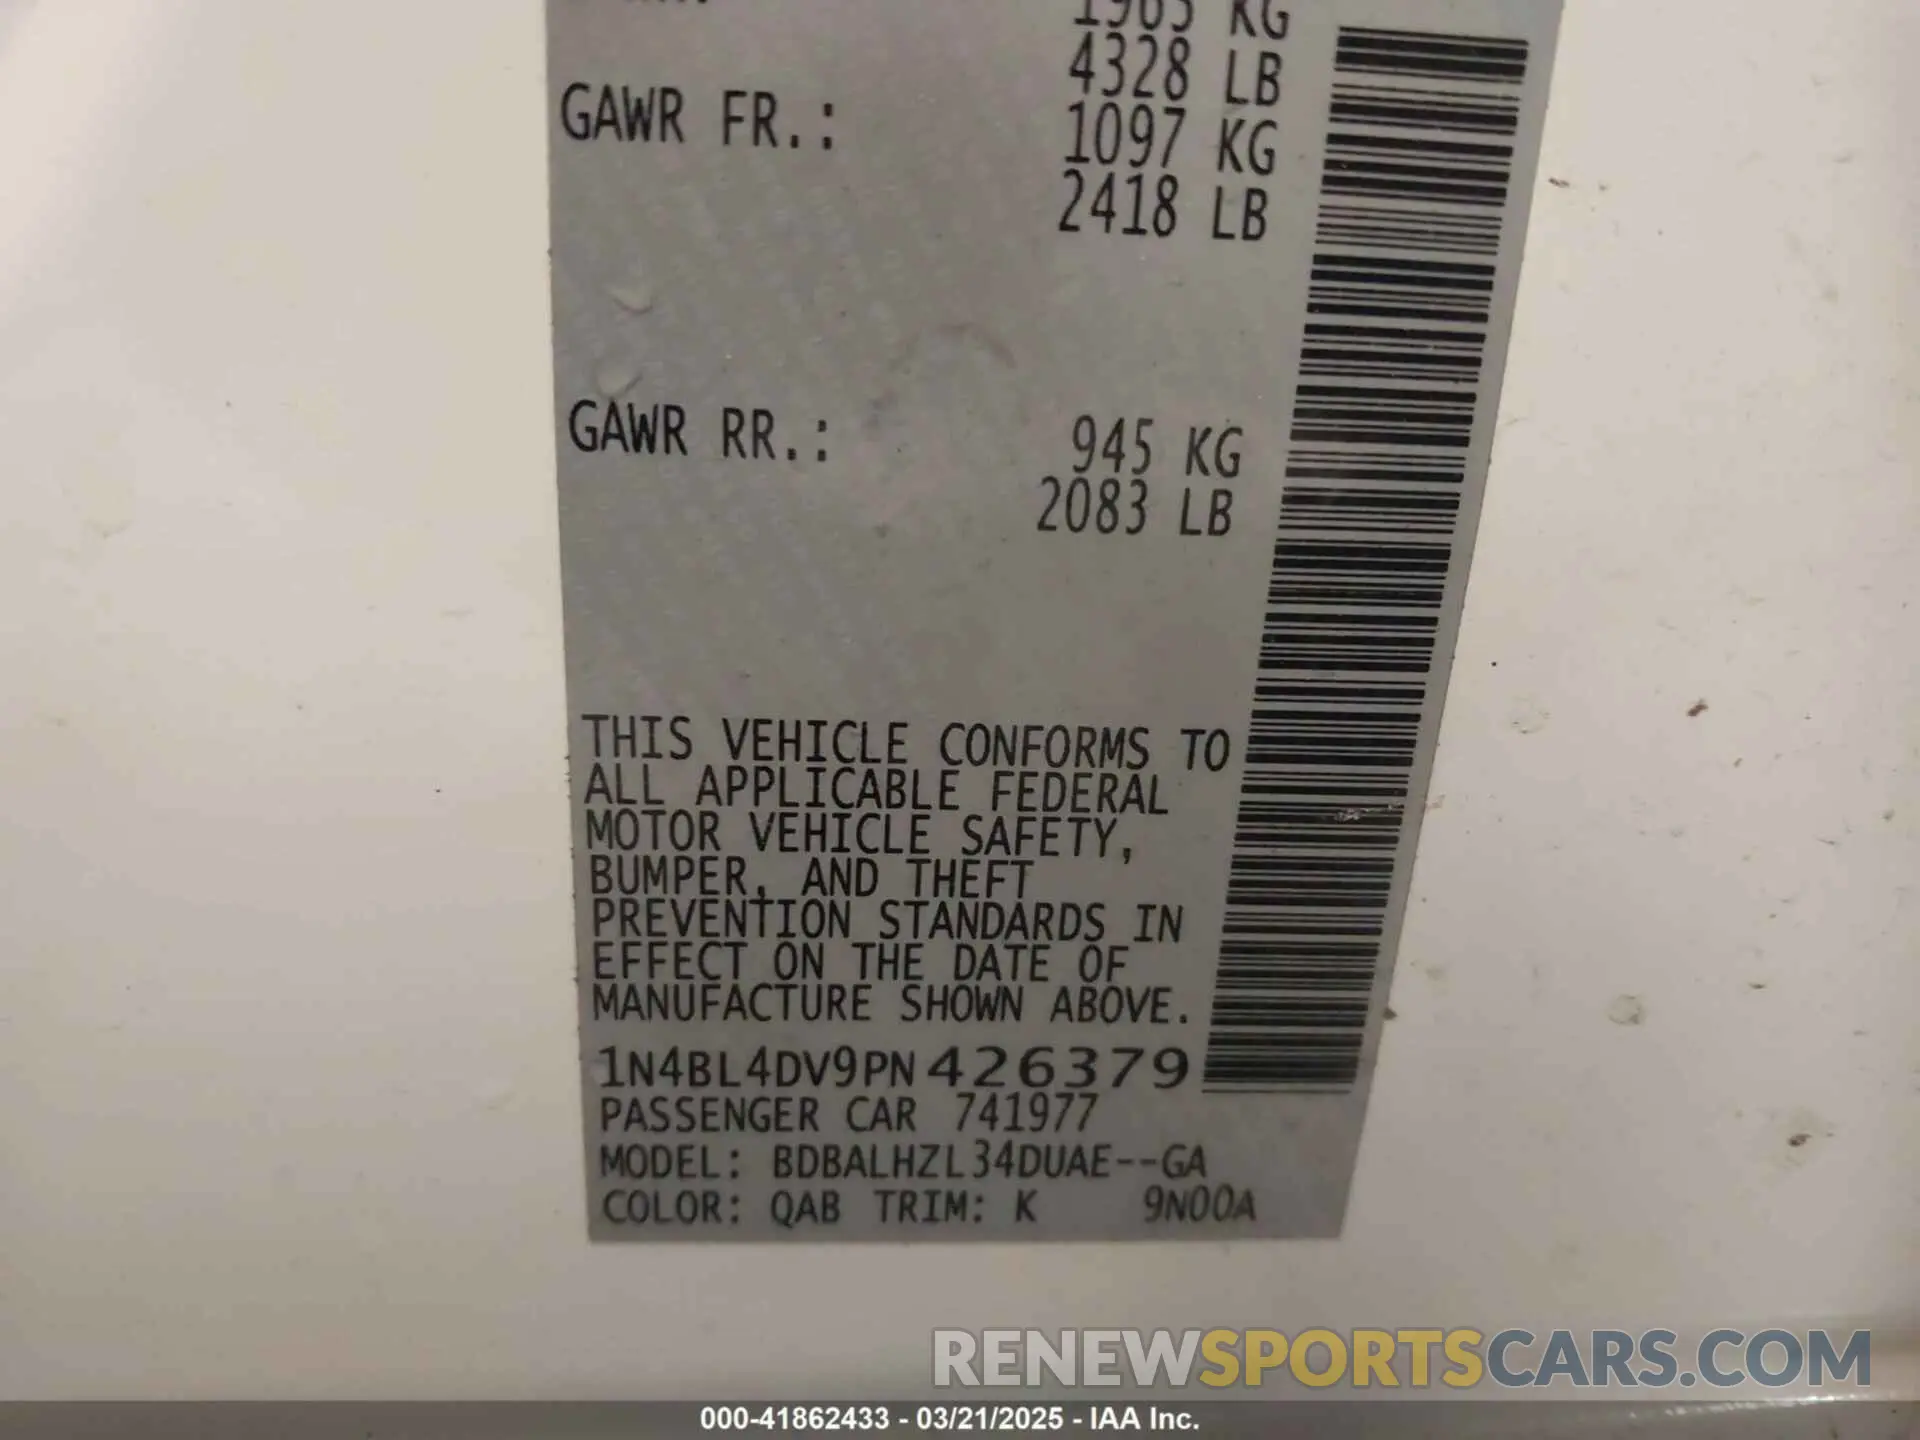 1965 KG
4328 LB
GAWR FR.: 1097 KG
2418 LB
GAWR RR.: 945 KG
2083 LB
THIS VEHICLE CONFORMS TO
ALL APPLICABLE FEDERAL
MOTOR VEHICLE SAFETY,
BUMPER, AND THEFT
PREVENTION STANDARDS IN
EFFECT ON THE DATE OF
MANUFACTURE SHOWN ABOVE.
1N4BL4DV9PN426379
PASSENGER CAR 741977
MODEL: BDBALHZL34DUAE--GA
COLOR: QAB TRIM: K 9N00A
RENEWSPORTSCARS.COM
000-41862433 - 03/21/2025 - IAA Inc.